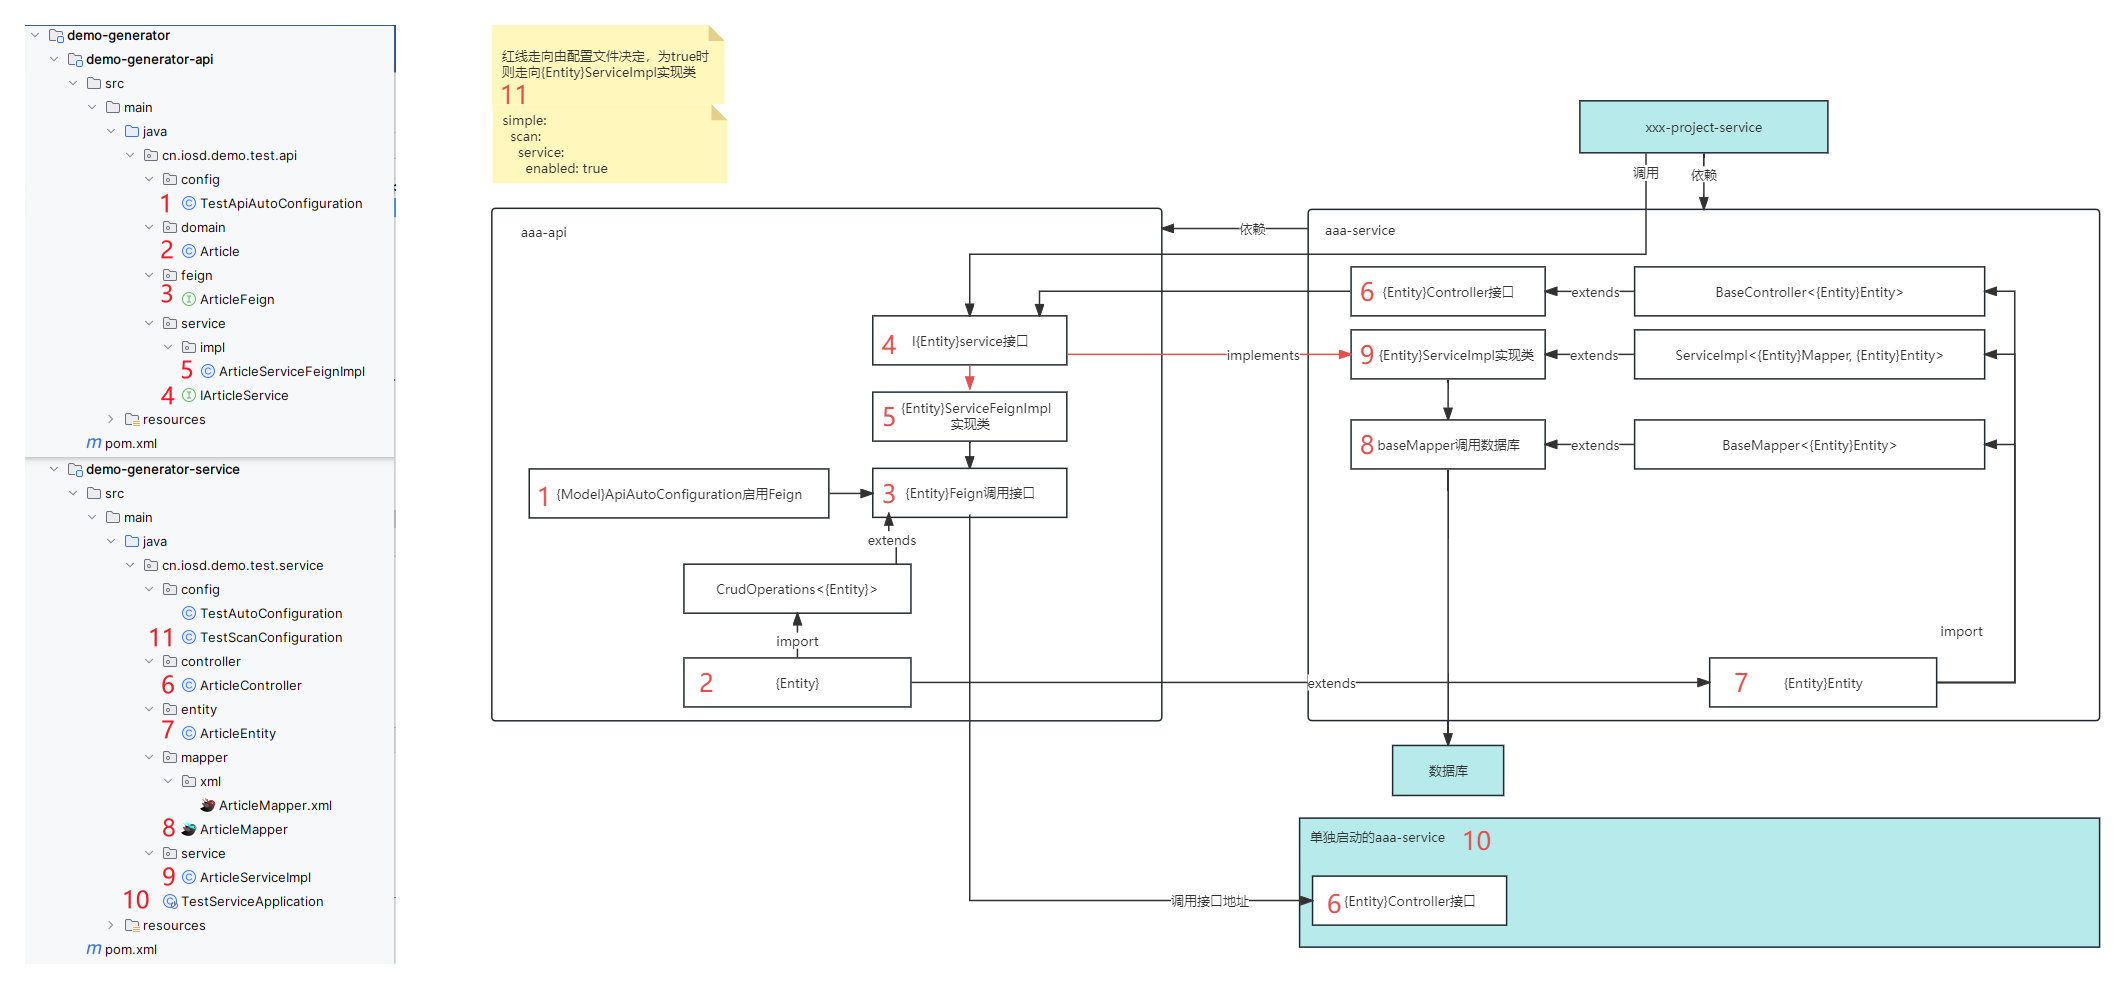 demo-generator
demo-generator-api
src
main
java
cn.iosd.demo.test.api
config
1 TestApiAutoConfiguration
domain
2 Article
feign
3 ArticleFeign
service
impl
5 ArticleServiceFeignImpl
4 IArticleService
resources
pom.xml
demo-generator-service
src
main
java
cn.iosd.demo.test.service
config
TestAutoConfiguration
11 TestScanConfiguration
controller
6 ArticleController
entity
7 ArticleEntity
mapper
xml
ArticleMapper.xml
8 ArticleMapper
service
9 ArticleServiceImpl
10 TestServiceApplication
resources
pom.xml
红线走向由配置文件决定，为true时
则走向{Entity}ServiceImpl实现类
11
simple:
scan:
service:
enabled: true
xxx-project-service
调用
依赖
aaa-api
依赖
aaa-service
6 {Entity}Controller接口
extends
BaseController<{Entity}Entity>
4 I{Entity}service接口
implements
9 {Entity}ServiceImpl实现类
extends
ServiceImpl<{Entity}Mapper, {Entity}Entity>
5 {Entity}ServiceFeignImpl
实现类
8 baseMapper调用数据库
extends
BaseMapper<{Entity}Entity>
1 {Model}ApiAutoConfiguration启用Feign
3 {Entity}Feign调用接口
extends
CrudOperations<{Entity}>
import
import
2 {Entity}
extends
7 {Entity}Entity
数据库
单独启动的aaa-service 10
调用接口地址
6 {Entity}Controller接口